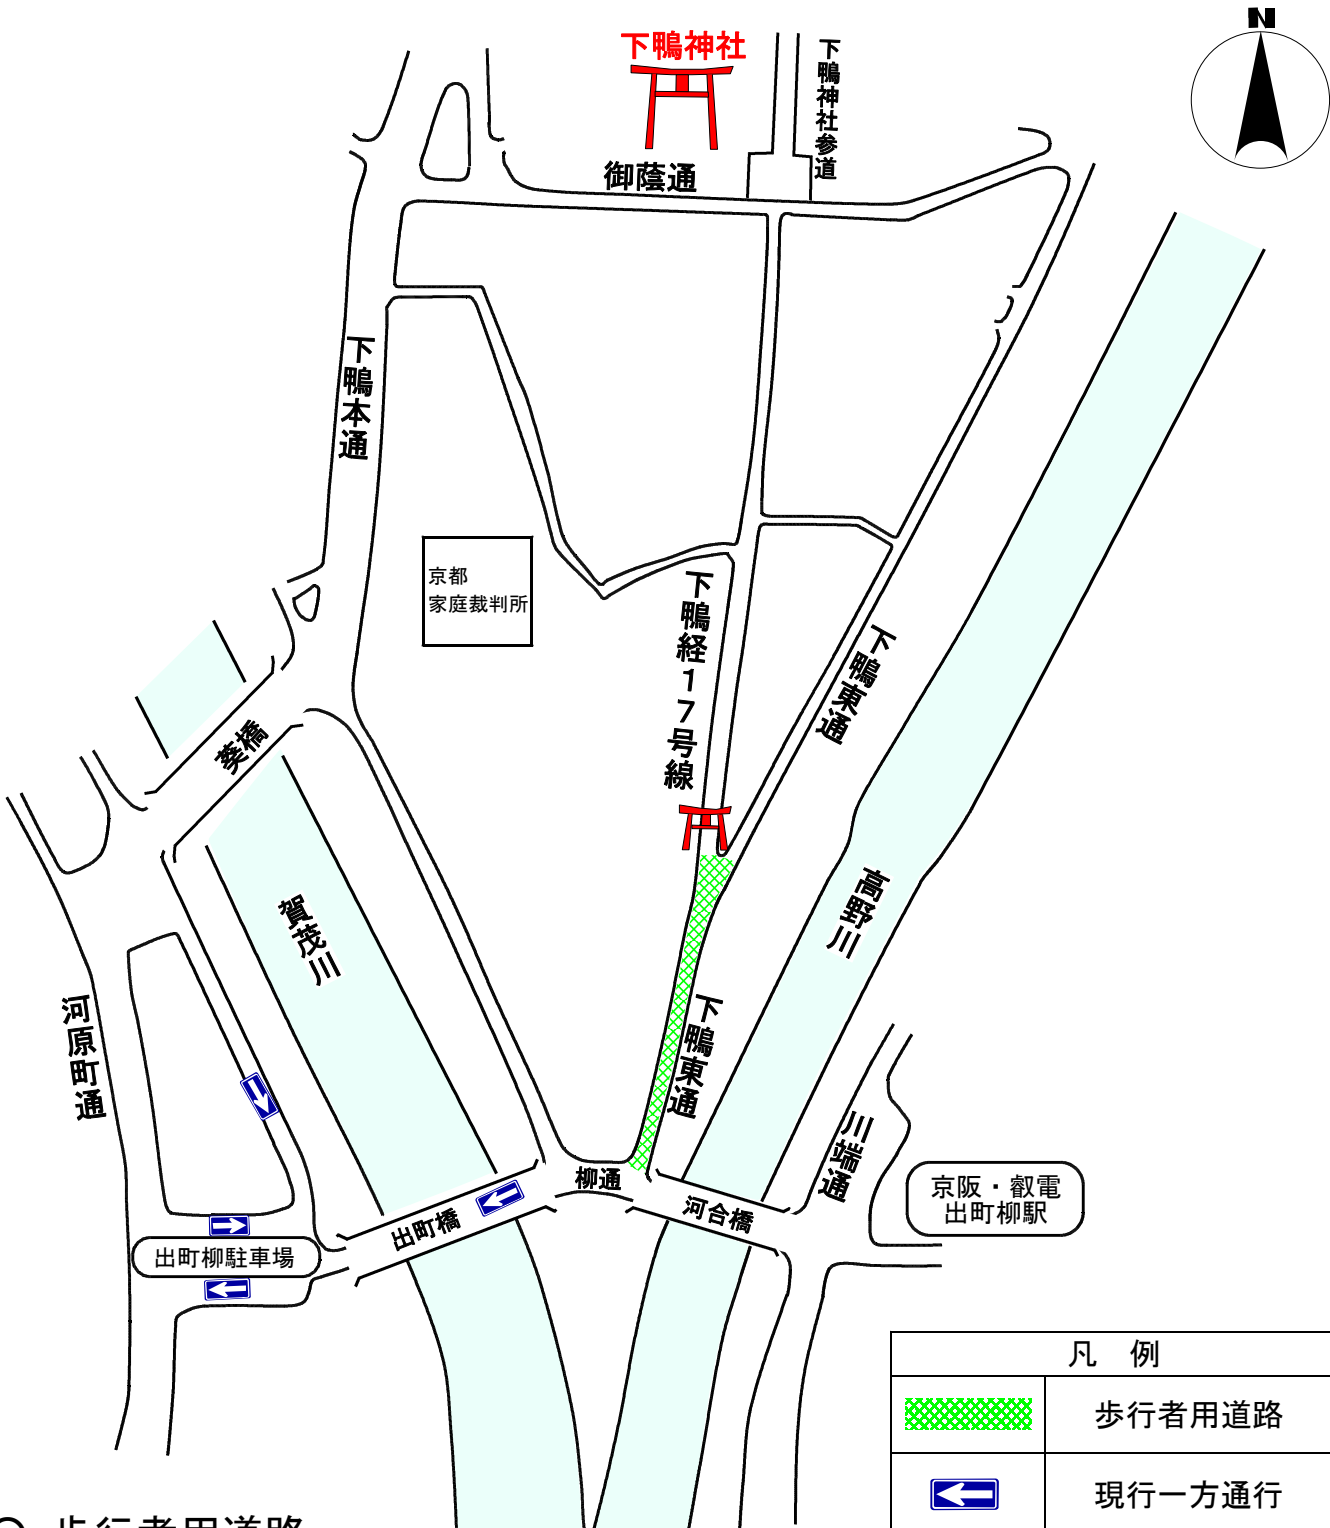 N
下鴨神社
下鴨神社参道
御蔭通
下鴨本通
京都
家庭裁判所
下鴨経17号線
下鴨東通
葵橋
賀茂川
高野川
河原町通
下鴨東通
川端通
柳通
京阪・叡電
出町柳駅
河合橋
出町橋
出町柳駐車場
凡 例
歩行者用道路
現行一方通行